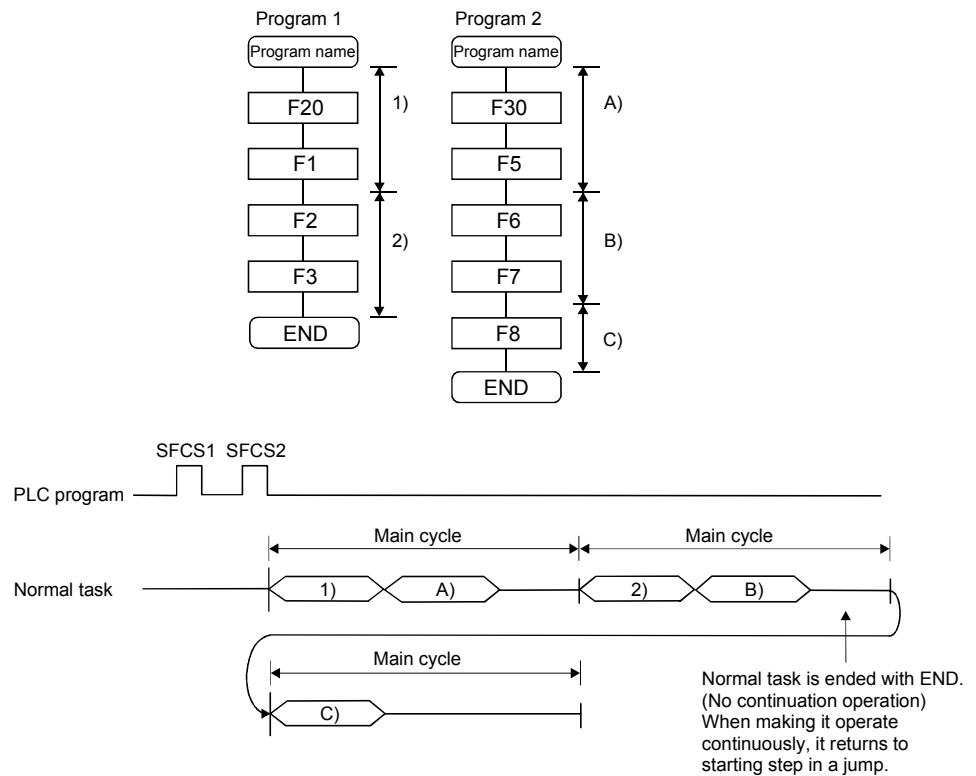 Program 1
Program name
F20
F1
F2
F3
END
1)
2)
Program 2
Program name
F30
F5
F6
F7
F8
END
A)
B)
C)
SFCS1 SFCS2
PLC program
Main cycle Main cycle
Normal task
1) A) 2) B)
Main cycle
C)
Normal task is ended with END.
(No continuation operation)
When making it operate
continuously, it returns to
starting step in a jump.